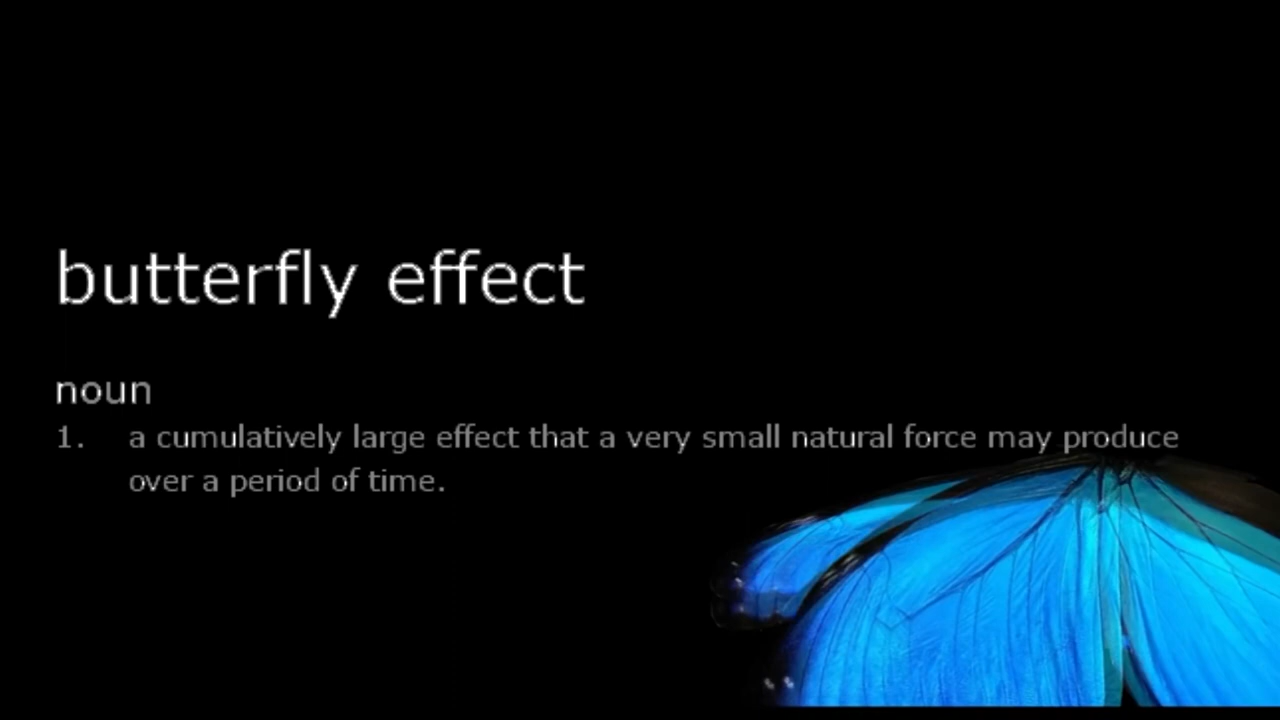 butterfly effect
noun
1. a cumulatively large effect that a very small natural force may produce
over a period of time.